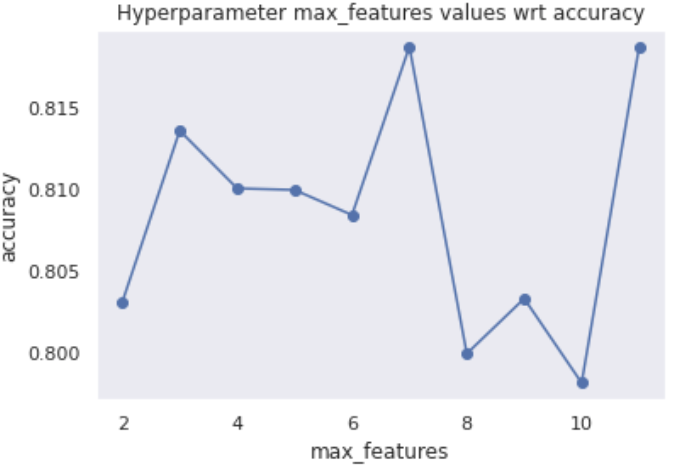 Hyperparameter max_features values wrt accuracy
0.815
0.810
0.805
0.800
accuracy
2 4 6 8 10
max_features